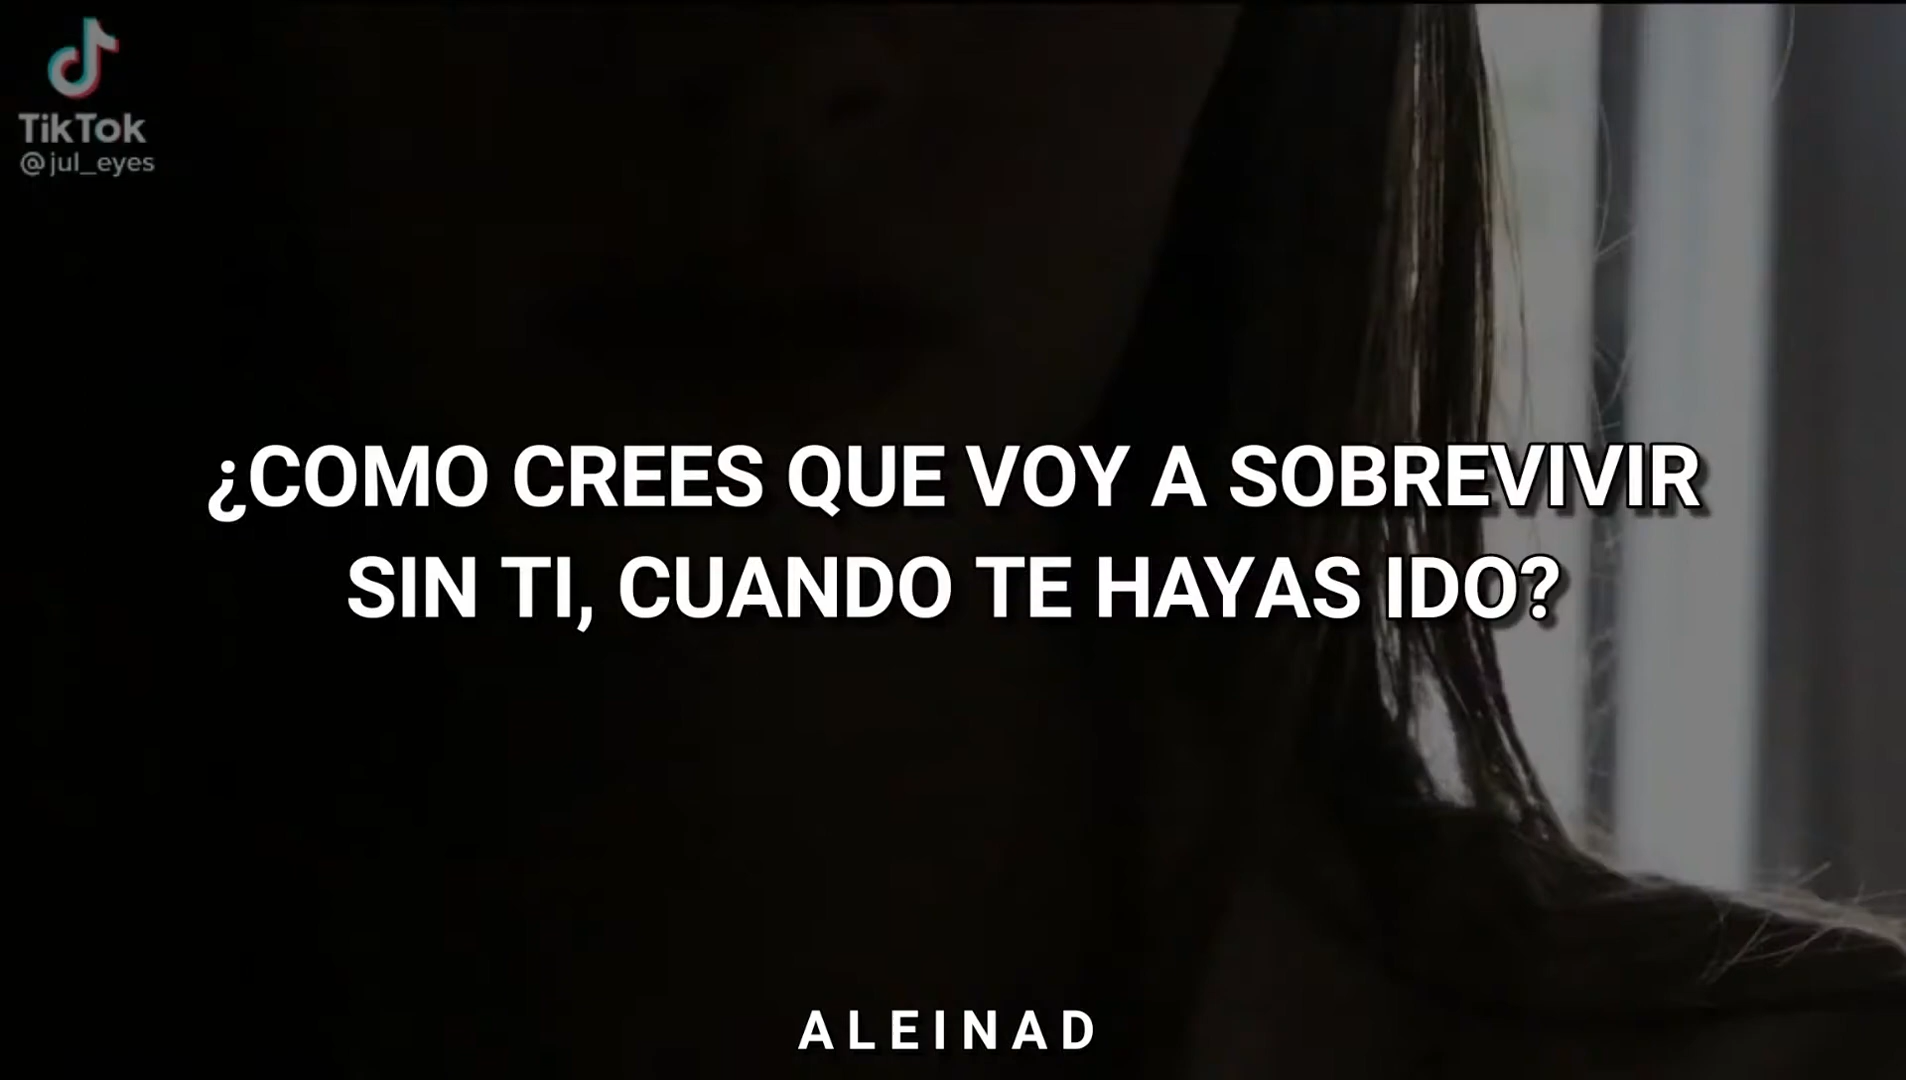 TikTok
@jul_eyes
¿COMO CREES QUE VOY A SOBREVIVIR
SIN TI, CUANDO TE HAYAS IDO?
ALEINAD